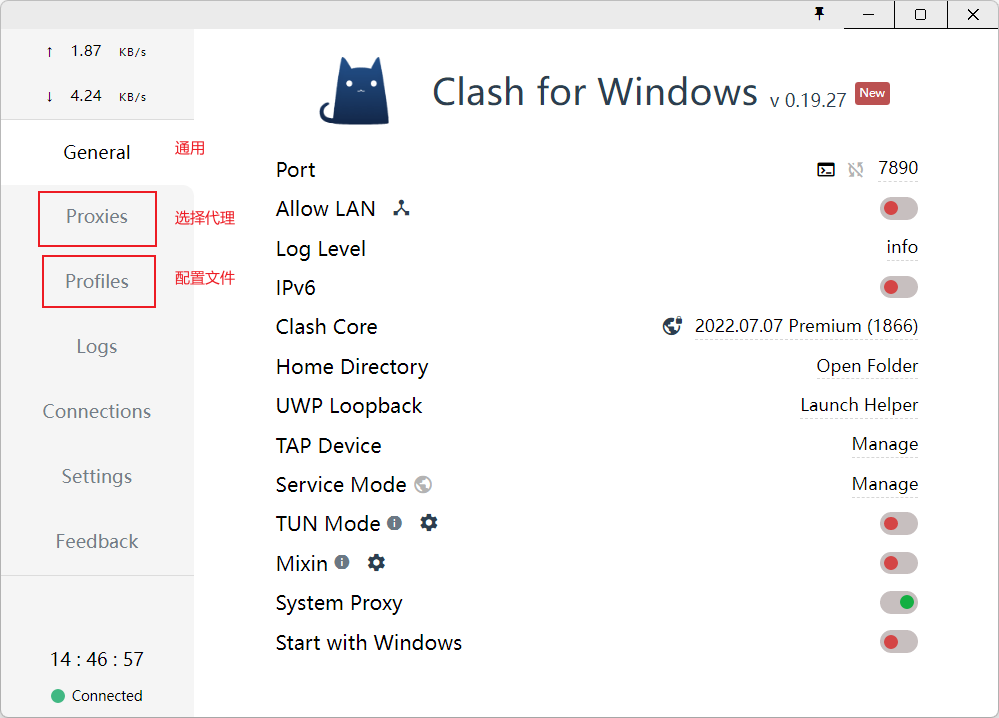 ↑ 1.87 KB/s
↓ 4.24 KB/s
General 通用
Proxies 选择代理
Profiles 配置文件
Logs
Connections
Settings
Feedback
14 : 46 : 57
Connected
Clash for Windows v 0.19.27 New
Port 7890
Allow LAN
Log Level info
IPv6
Clash Core 2022.07.07 Premium (1866)
Home Directory Open Folder
UWP Loopback Launch Helper
TAP Device Manage
Service Mode Manage
TUN Mode
Mixin
System Proxy
Start with Windows